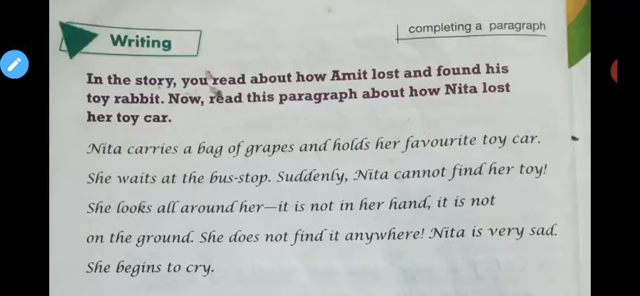 Writing
completing a paragraph
In the story, you read about how Amit lost and found his
toy rabbit. Now, read this paragraph about how Nita lost
her toy car.
Nita carries a bag of grapes and holds her favourite toy car.
She waits at the bus-stop. Suddenly, Nita cannot find her toy!
She looks all around her—it is not in her hand, it is not
on the ground. She does not find it anywhere! Nita is very sad.
She begins to cry.